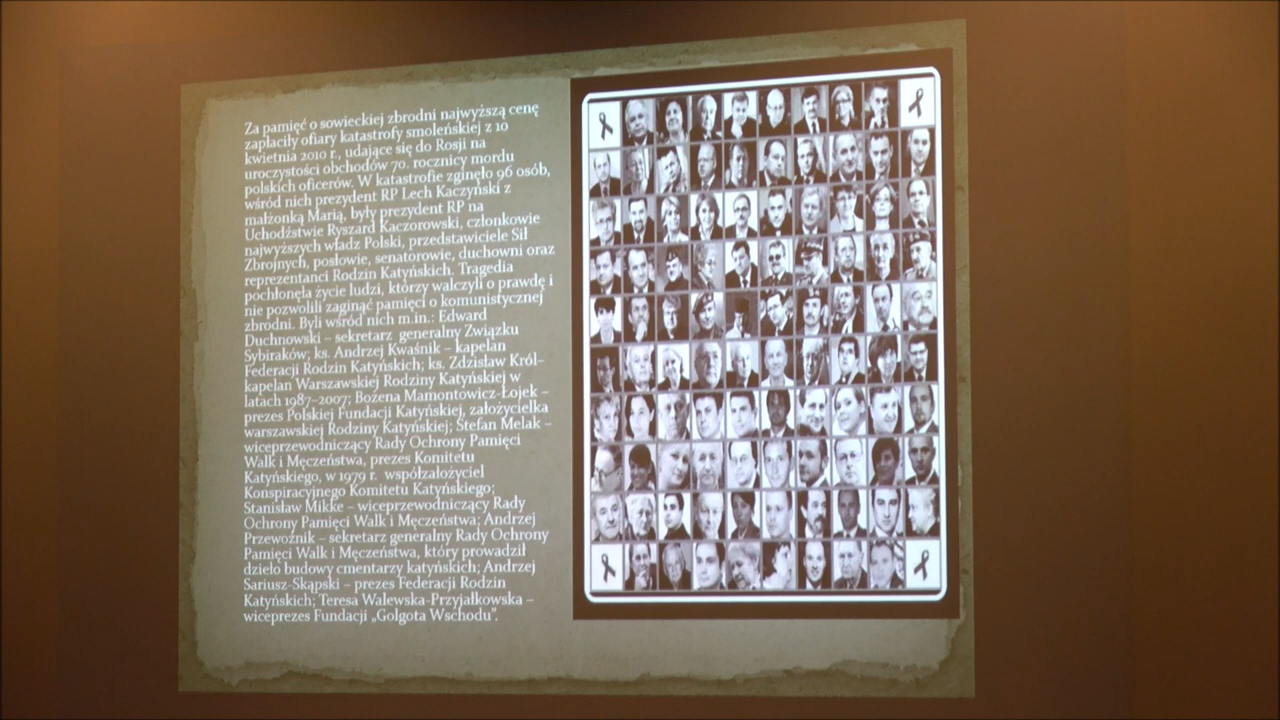 Za pamięć o sowieckiej zbrodni najwyższą cenę
zapłaciły ofiary katastrofy smoleńskiej z 10
kwietnia 2010 r., udające się do Rosji na
uroczystości obchodów 70. rocznicy mordu
polskich oficerów. W katastrofie zginęło 96 osób,
wśród nich prezydent RP Lech Kaczyński z
małżonką Marią, były prezydent RP na
Uchodźstwie Ryszard Kaczorowski, członkowie
najwyższych władz Polski, przedstawiciele Sił
Zbrojnych, posłowie, senatorowie, duchowni oraz
reprezentanci Rodzin Katyńskich. Tragedia
pochłonęła życie ludzi, którzy walczyli o prawdę i
nie pozwolili zaginąć pamięci o komunistycznej
zbrodni. Byli wśród nich m.in.: Edward
Duchnowski – sekretarz generalny Związku
Sybiraków; ks. Andrzej Kwaśnik – kapelan
Federacji Rodzin Katyńskich; ks. Zdzisław Król–
kapelan Warszawskiej Rodziny Katyńskiej w
latach 1987–2007; Bożena Mamontowicz-Łojek –
prezes Polskiej Fundacji Katyńskiej, założycielka
warszawskiej Rodziny Katyńskiej; Stefan Melak –
wiceprzewodniczący Rady Ochrony Pamięci
Walk i Męczeństwa, prezes Komitetu
Katyńskiego, w 1979 r. współzałożyciel
Konspiracyjnego Komitetu Katyńskiego;
Stanisław Mikke – wiceprzewodniczący Rady
Ochrony Pamięci Walk i Męczeństwa; Andrzej
Przewoźnik – sekretarz generalny Rady Ochrony
Pamięci Walk i Męczeństwa, który prowadził
dzieło budowy cmentarzy katyńskich; Andrzej
Sariusz-Skąpski – prezes Federacji Rodzin
Katyńskich; Teresa Walewska-Przyjałkowska –
wiceprezes Fundacji „Golgota Wschodu”.